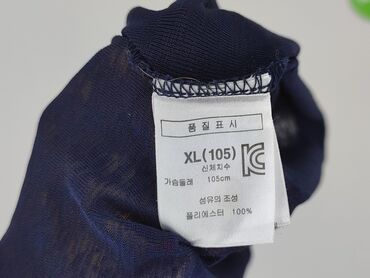 품질표시
XL(105)
신체치수
가슴둘레 105cm
섬유의 조성
폴리에스터 100%